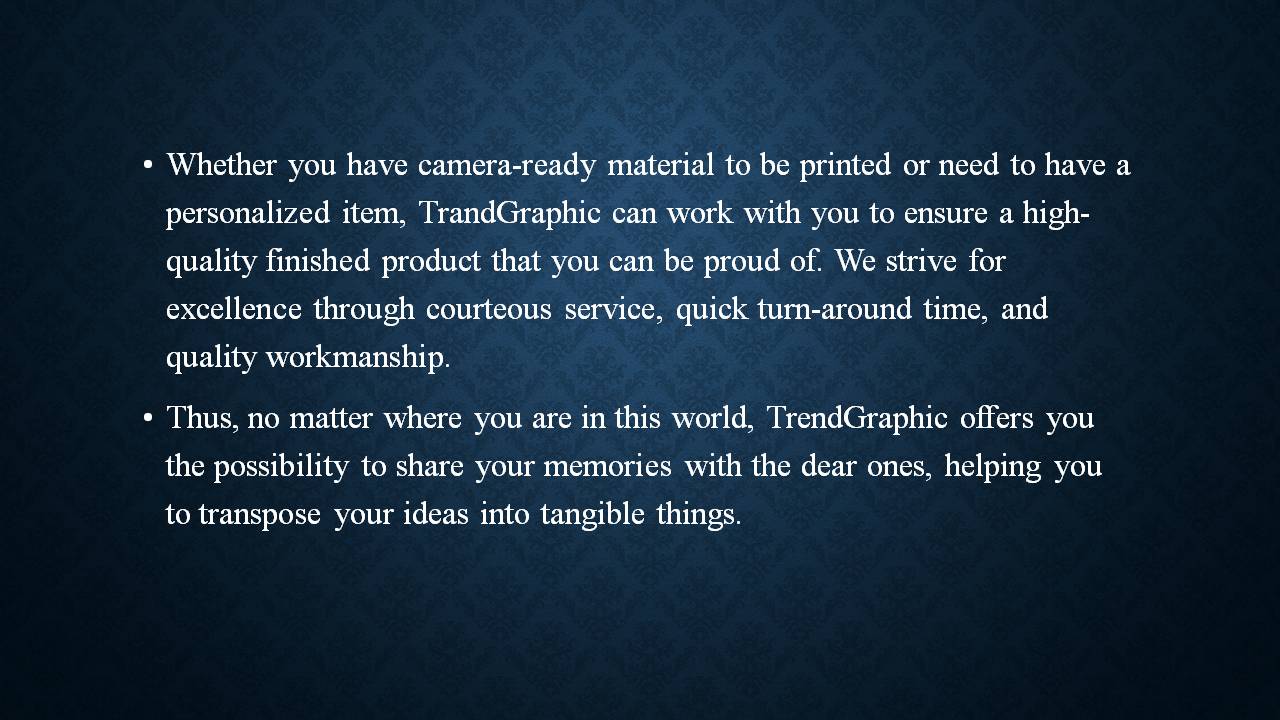 • Whether you have camera-ready material to be printed or need to have a
personalized item, TrandGraphic can work with you to ensure a high-
quality finished product that you can be proud of. We strive for
excellence through courteous service, quick turn-around time, and
quality workmanship.
• Thus, no matter where you are in this world, TrendGraphic offers you
the possibility to share your memories with the dear ones, helping you
to transpose your ideas into tangible things.